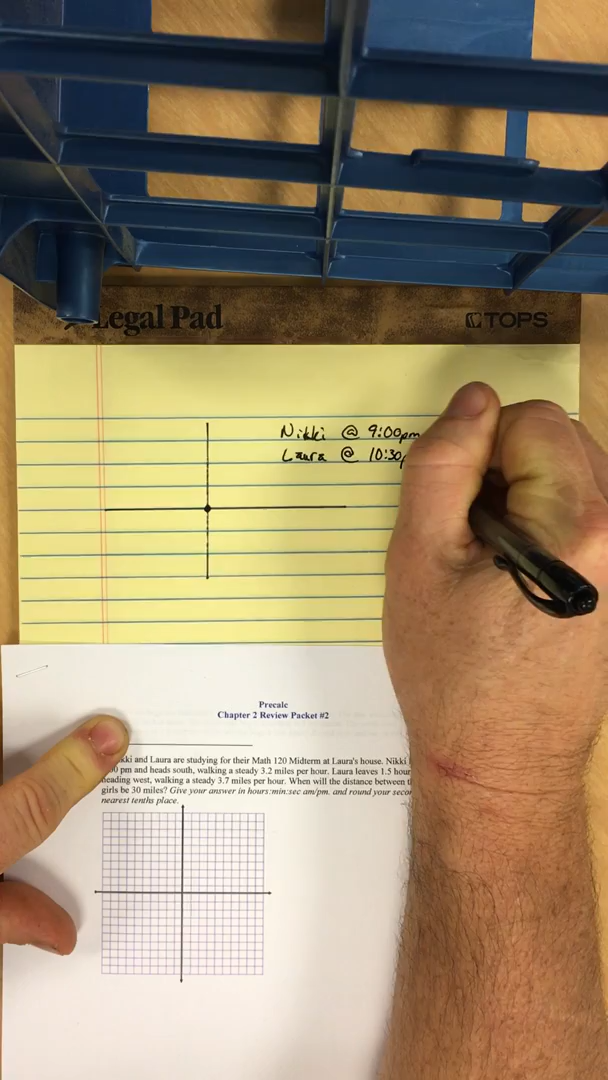 Legal Pad
TOPS
Nikki @ 9:00pm
Laura @ 10:30
Precalc
Chapter 2 Review Packet #2
and Laura are studying for their Math 120 Midterm at Laura's house. Nikki
pm and heads south, walking a steady 3.2 miles per hour. Laura leaves 1.5 hour
heading west, walking a steady 3.7 miles per hour. When will the distance between
girls be 30 miles? Give your answer in hours:min:sec am/pm. and round your
nearest tenths place.